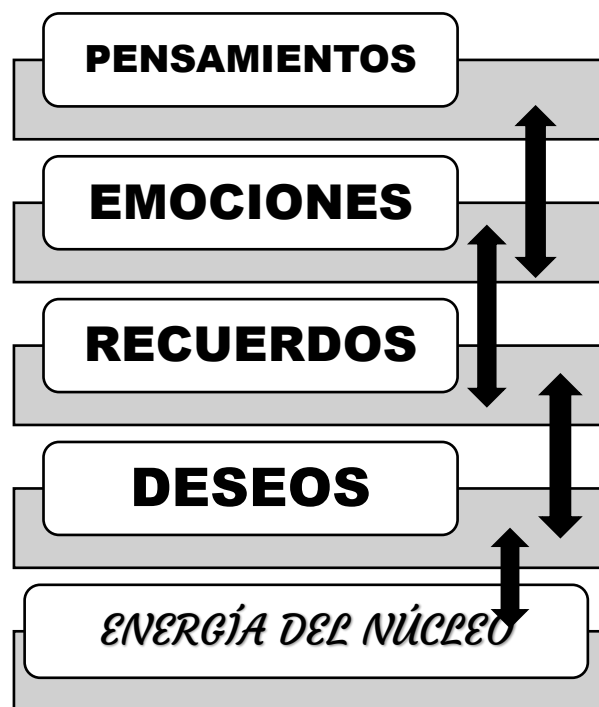 PENSAMIENTOS
EMOCIONES
RECUERDOS
DESEOS
ENERGÍA DEL NÚCLEO